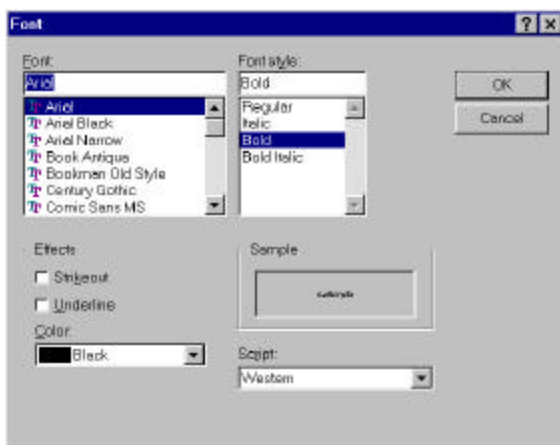 Font
Font:
Arial
Arial
Arial Black
Arial Narrow
Book Antiqua
Bookman Old Style
Century Gothic
Comic Sans MS
Font style:
Bold
Regular
Italic
Bold
Bold Italic
OK
Cancel
Effects
Strikeout
Underline
Color:
Black
Sample
Script:
Western